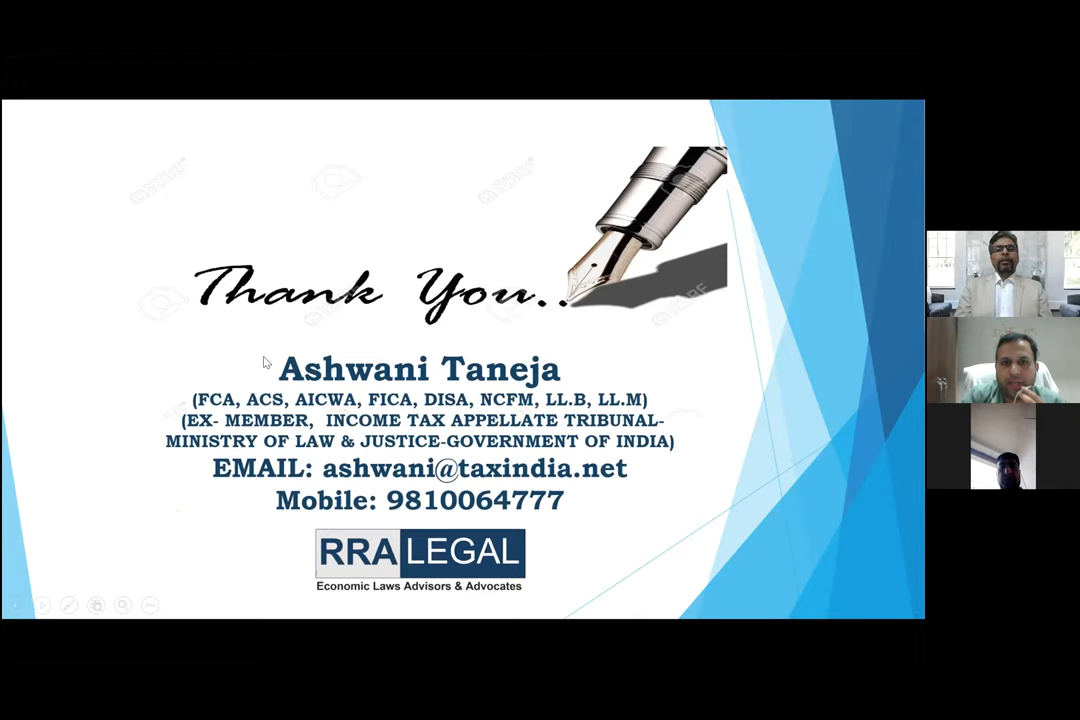 Thank You..
Ashwani Taneja
(FCA, ACS, AICWA, FICA, DISA, NCFM, LL.B, LL.M)
(EX- MEMBER, INCOME TAX APPELLATE TRIBUNAL-
MINISTRY OF LAW & JUSTICE-GOVERNMENT OF INDIA)
EMAIL: ashwani@taxindia.net
Mobile: 9810064777
RRA LEGAL
Economic Laws Advisors & Advocates